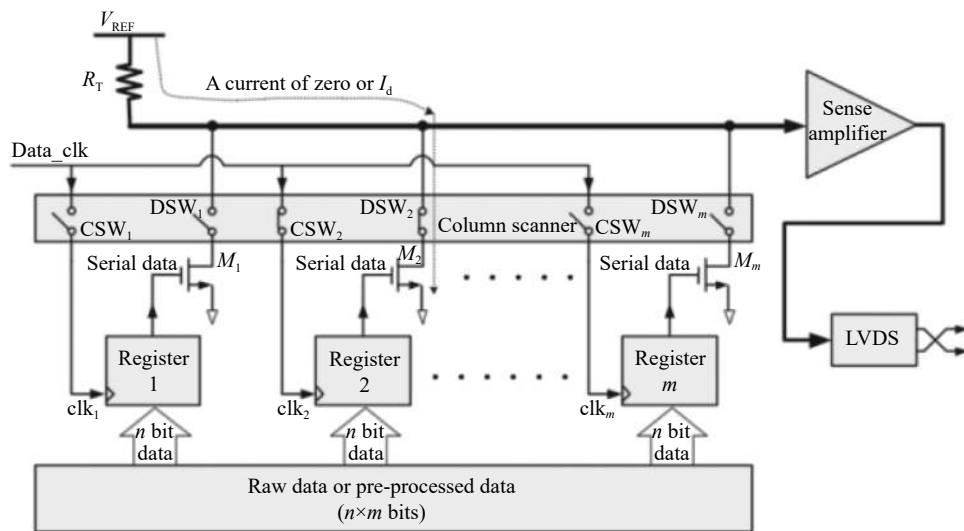 V_REF
R_T
A current of zero or I_d
Sense
amplifier
Data_clk
DSW_1
DSW_2
DSW_m
CSW_1
CSW_2
Column scanner
CSW_m
Serial data
M_1
Serial data
M_2
Serial data
M_m
Register
1
Register
2
Register
m
LVDS
clk_1
clk_2
clk_m
n bit
data
n bit
data
n bit
data
Raw data or pre-processed data
(n×m bits)